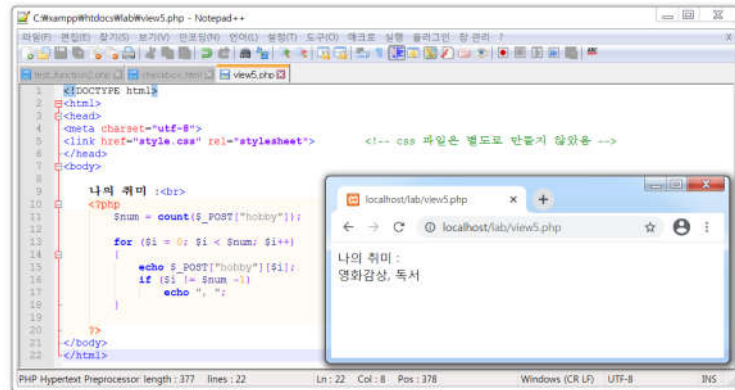 C:\xampp\htdocs\lab\view5.php - Notepad++
파일(F) 편집(E) 찾기(S) 보기(V) 인코딩(N) 언어(L) 설정(T) 도구(O) 매크로 실행 플러그인 창 관리 ? X
test_function2.php checkbox.html view5.php
1 <!DOCTYPE html>
2 <html>
3 <head>
4 <meta charset="utf-8">
5 <link href="style.css" rel="stylesheet"> <!-- css 파일은 별도로 만들지 않았음 -->
6 </head>
7 <body>
8
9 나의 취미 :<br>
10 <?php
11 $num = count($_POST["hobby"]);
12
13 for ($i = 0; $i < $num; $i++)
14 {
15 echo $_POST["hobby"][$i];
16 if ($i != $num -1)
17 echo ", ";
18 }
19
20 ?>
21 </body>
22 </html>
PHP Hypertext Preprocessor length : 377 lines : 22 Ln : 22 Col : 8 Pos : 378 Windows (CR LF) UTF-8 INS
localhost/lab/view5.php
localhost/lab/view5.php
나의 취미 :
영화감상, 독서